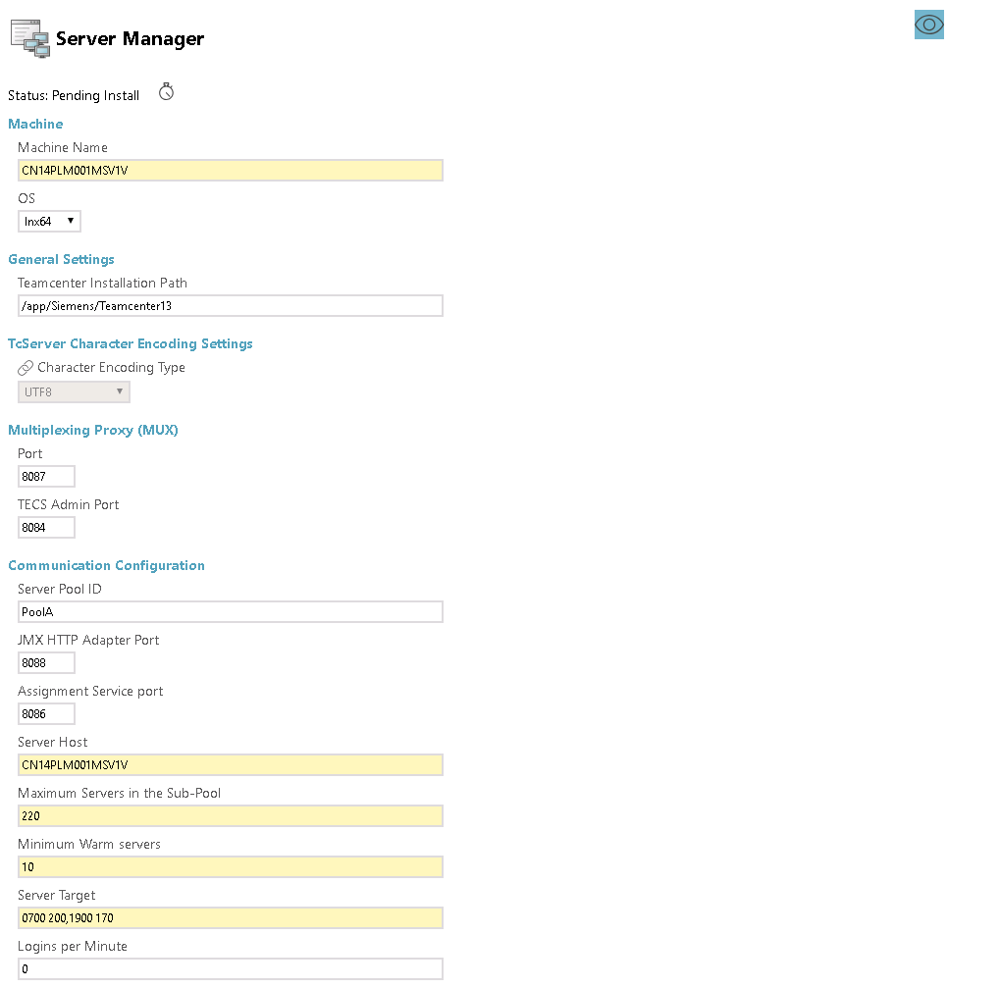 Server Manager
Status: Pending Install
Machine
Machine Name
CN14PLM001MSV1V
OS
lnx64
General Settings
Teamcenter Installation Path
/app/Siemens/Teamcenter13
TcServer Character Encoding Settings
Character Encoding Type
UTF8
Multiplexing Proxy (MUX)
Port
8087
TECS Admin Port
8084
Communication Configuration
Server Pool ID
PoolA
JMX HTTP Adapter Port
8088
Assignment Service port
8086
Server Host
CN14PLM001MSV1V
Maximum Servers in the Sub-Pool
220
Minimum Warm servers
10
Server Target
0700 200,1900 170
Logins per Minute
0